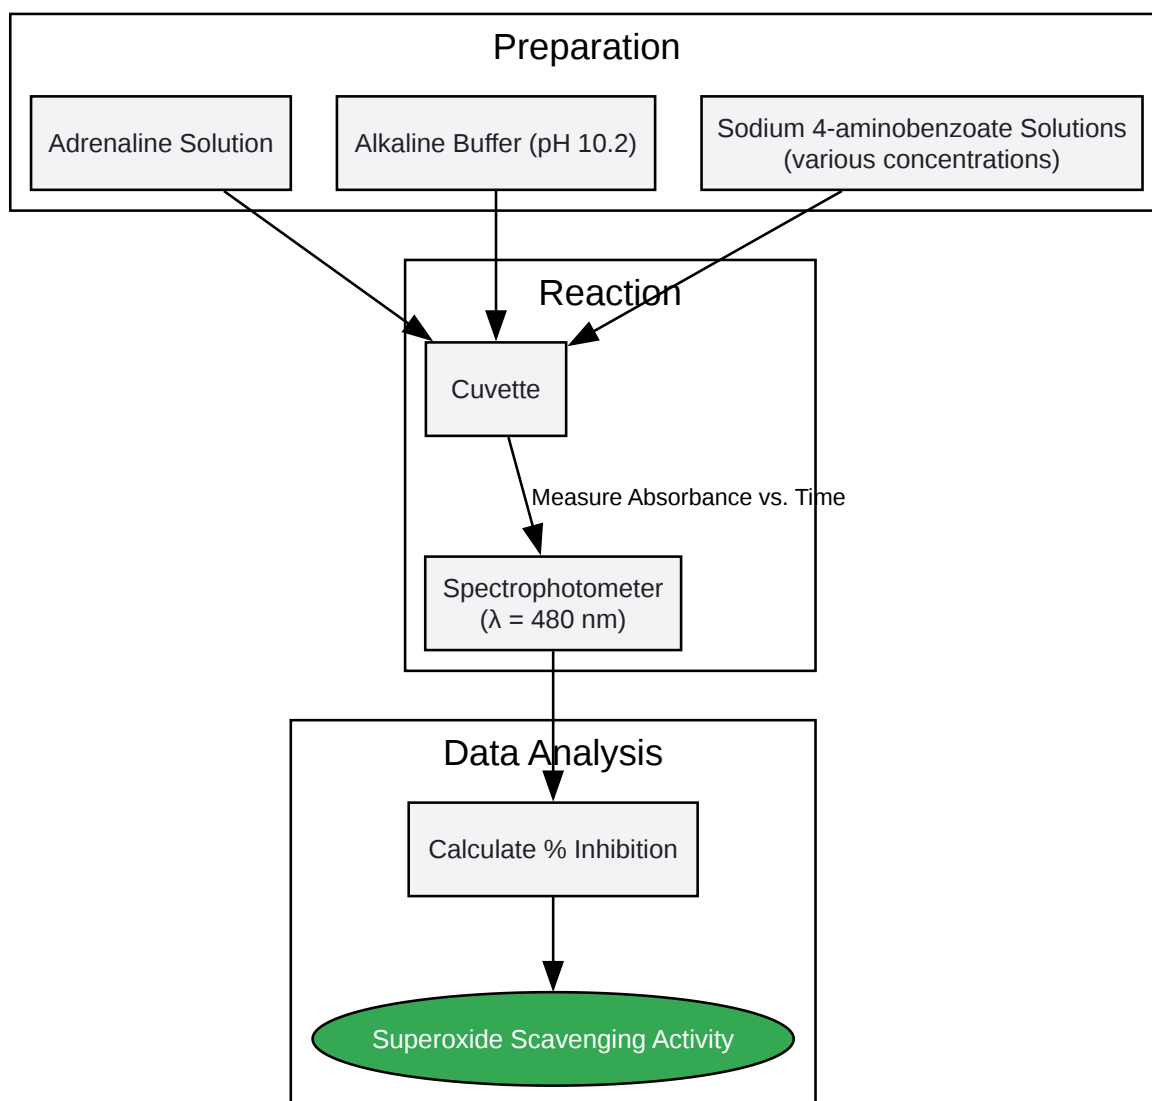 Preparation
Adrenaline Solution
Alkaline Buffer (pH 10.2)
Sodium 4-aminobenzoate Solutions
(various concentrations)
Reaction
Cuvette
Measure Absorbance vs. Time
Spectrophotometer
(λ = 480 nm)
Data Analysis
Calculate % Inhibition
Superoxide Scavenging Activity